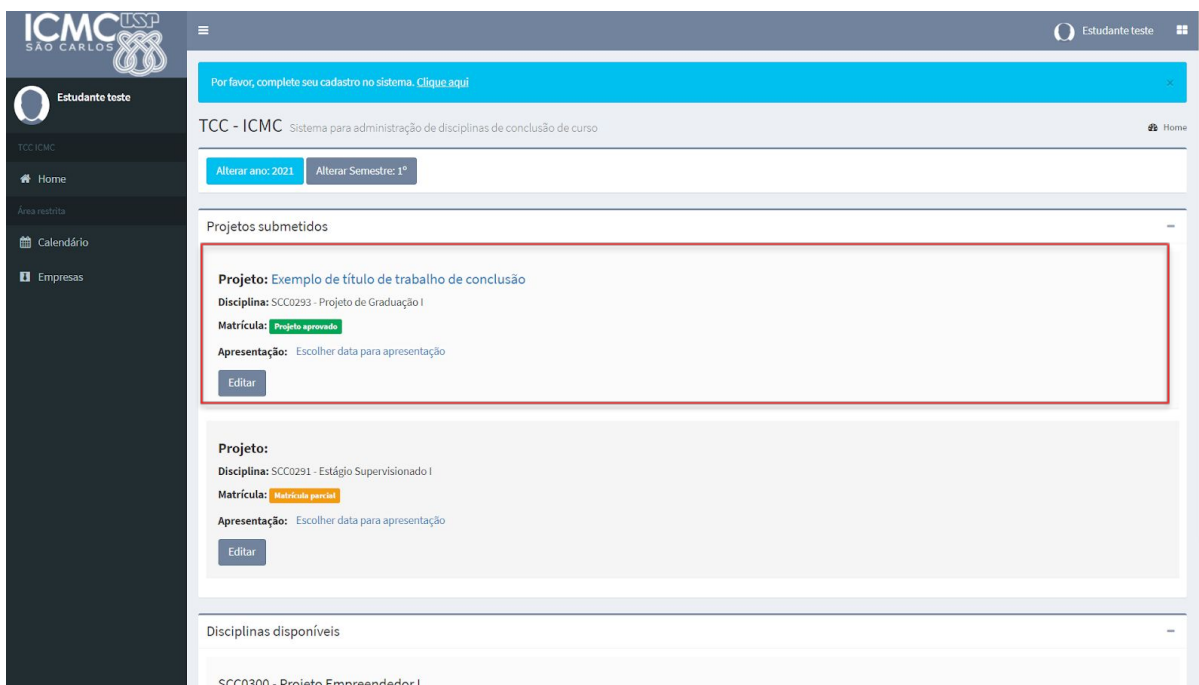 ICMC USP
SÃO CARLOS
Estudante teste
Por favor, complete seu cadastro no sistema. Clique aqui ×
Estudante teste
TCC - ICMC Sistema para administração de disciplinas de conclusão de curso
Home
TCC ICMC
Home
Alterar ano: 2021 Alterar Semestre: 1º
Área restrita
Calendário
Empresas
Projetos submetidos
Projeto: Exemplo de título de trabalho de conclusão
Disciplina: SCC0293 - Projeto de Graduação I
Matrícula: Projeto aprovado
Apresentação: Escolher data para apresentação
Editar
Projeto:
Disciplina: SCC0291 - Estágio Supervisionado I
Matrícula: Matrícula parcial
Apresentação: Escolher data para apresentação
Editar
Disciplinas disponíveis
SCC0300 - Projeto Empreendedor I